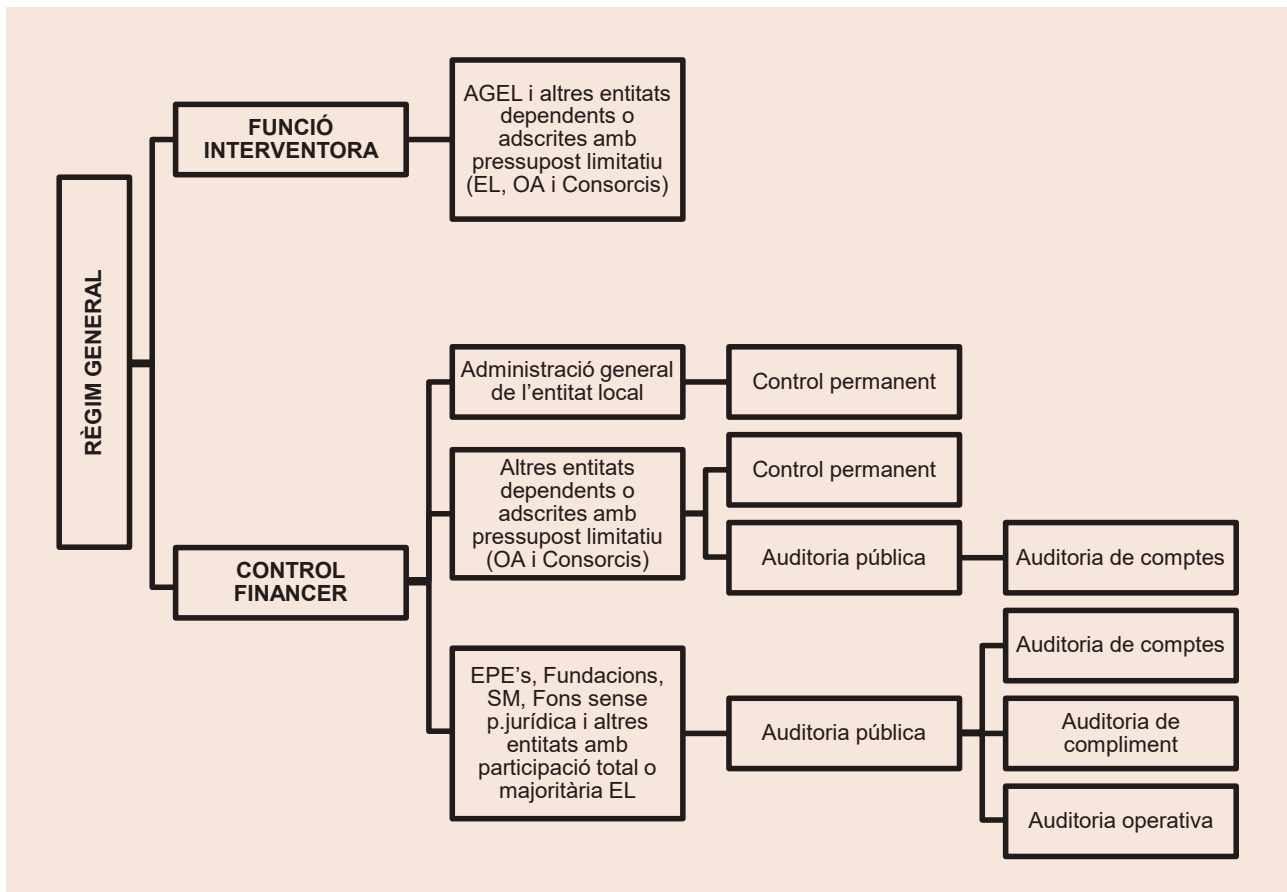 RÈGIM GENERAL
FUNCIÓ
INTERVENTORA
AGEL i altres entitats
dependents o
adscrites amb
pressupost limitatiu
(EL, OA i Consorcis)
CONTROL
FINANCER
Administració general
de l’entitat local
Control permanent
Altres entitats
dependents o
adscrites amb
pressupost limitatiu
(OA i Consorcis)
Control permanent
Auditoria pública
Auditoria de comptes
EPE’s, Fundacions,
SM, Fons sense
p.jurídica i altres
entitats amb
participació total o
majoritària EL
Auditoria pública
Auditoria de comptes
Auditoria de
compliment
Auditoria operativa